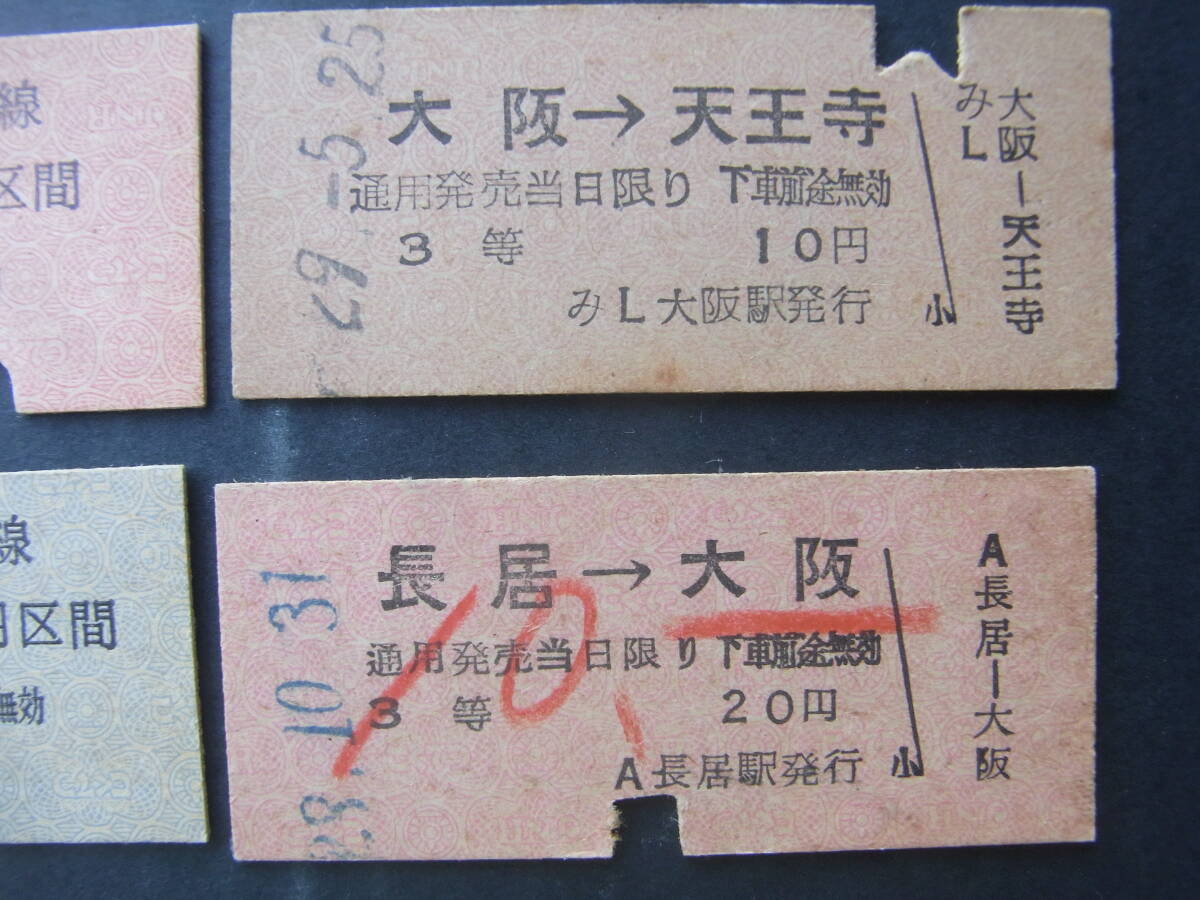 線
区間
29.-5.25
大阪→天王寺
通用発売当日限り 下車前途無効
3等 10円
みL大阪駅発行
小
みL
大阪―天王寺
線
区間
無効
28.10.31
長居→大阪
通用発売当日限り 下車前途無効
3等 20円
A長居駅発行
小
A長居―大阪
10